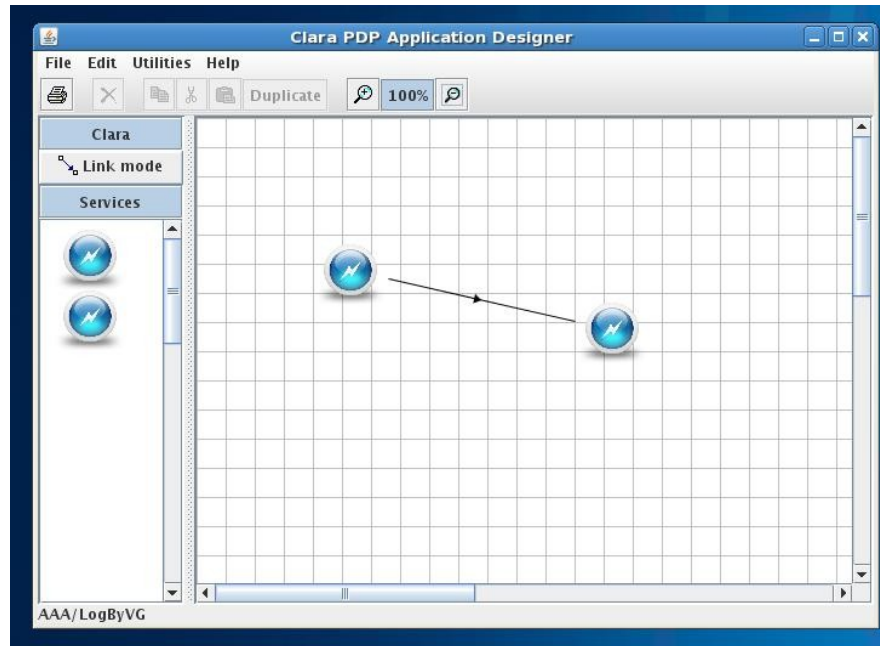 Clara PDP Application Designer
File Edit Utilities Help
Duplicate 100%
Clara
Link mode
Services
AAA/LogByVG